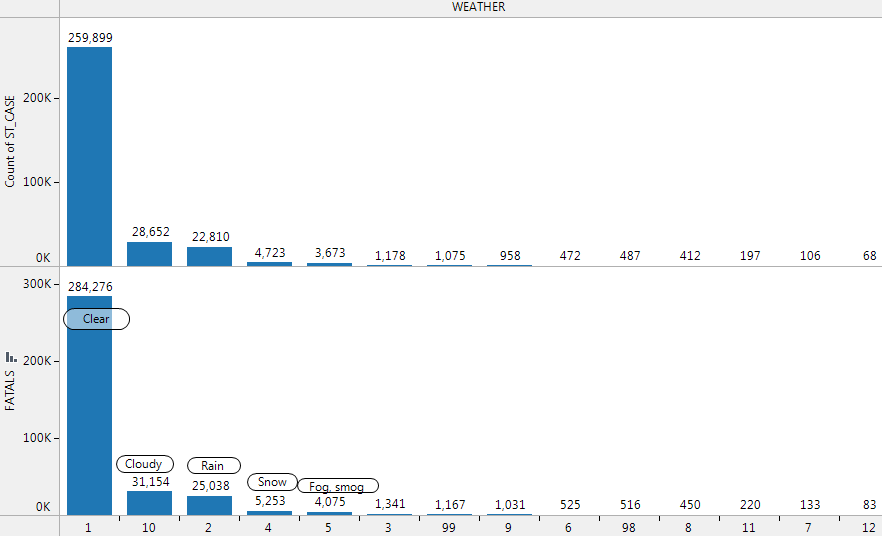 WEATHER
Count of ST_CASE
200K
100K
0K
259,899
28,652
22,810
4,723
3,673
1,178
1,075
958
472
487
412
197
106
68
FATALS
300K
200K
100K
0K
284,276
Clear
Cloudy
31,154
Rain
25,038
Snow
5,253
Fog, smog
4,075
1,341
1,167
1,031
525
516
450
220
133
83
1
10
2
4
5
3
99
9
6
98
8
11
7
12